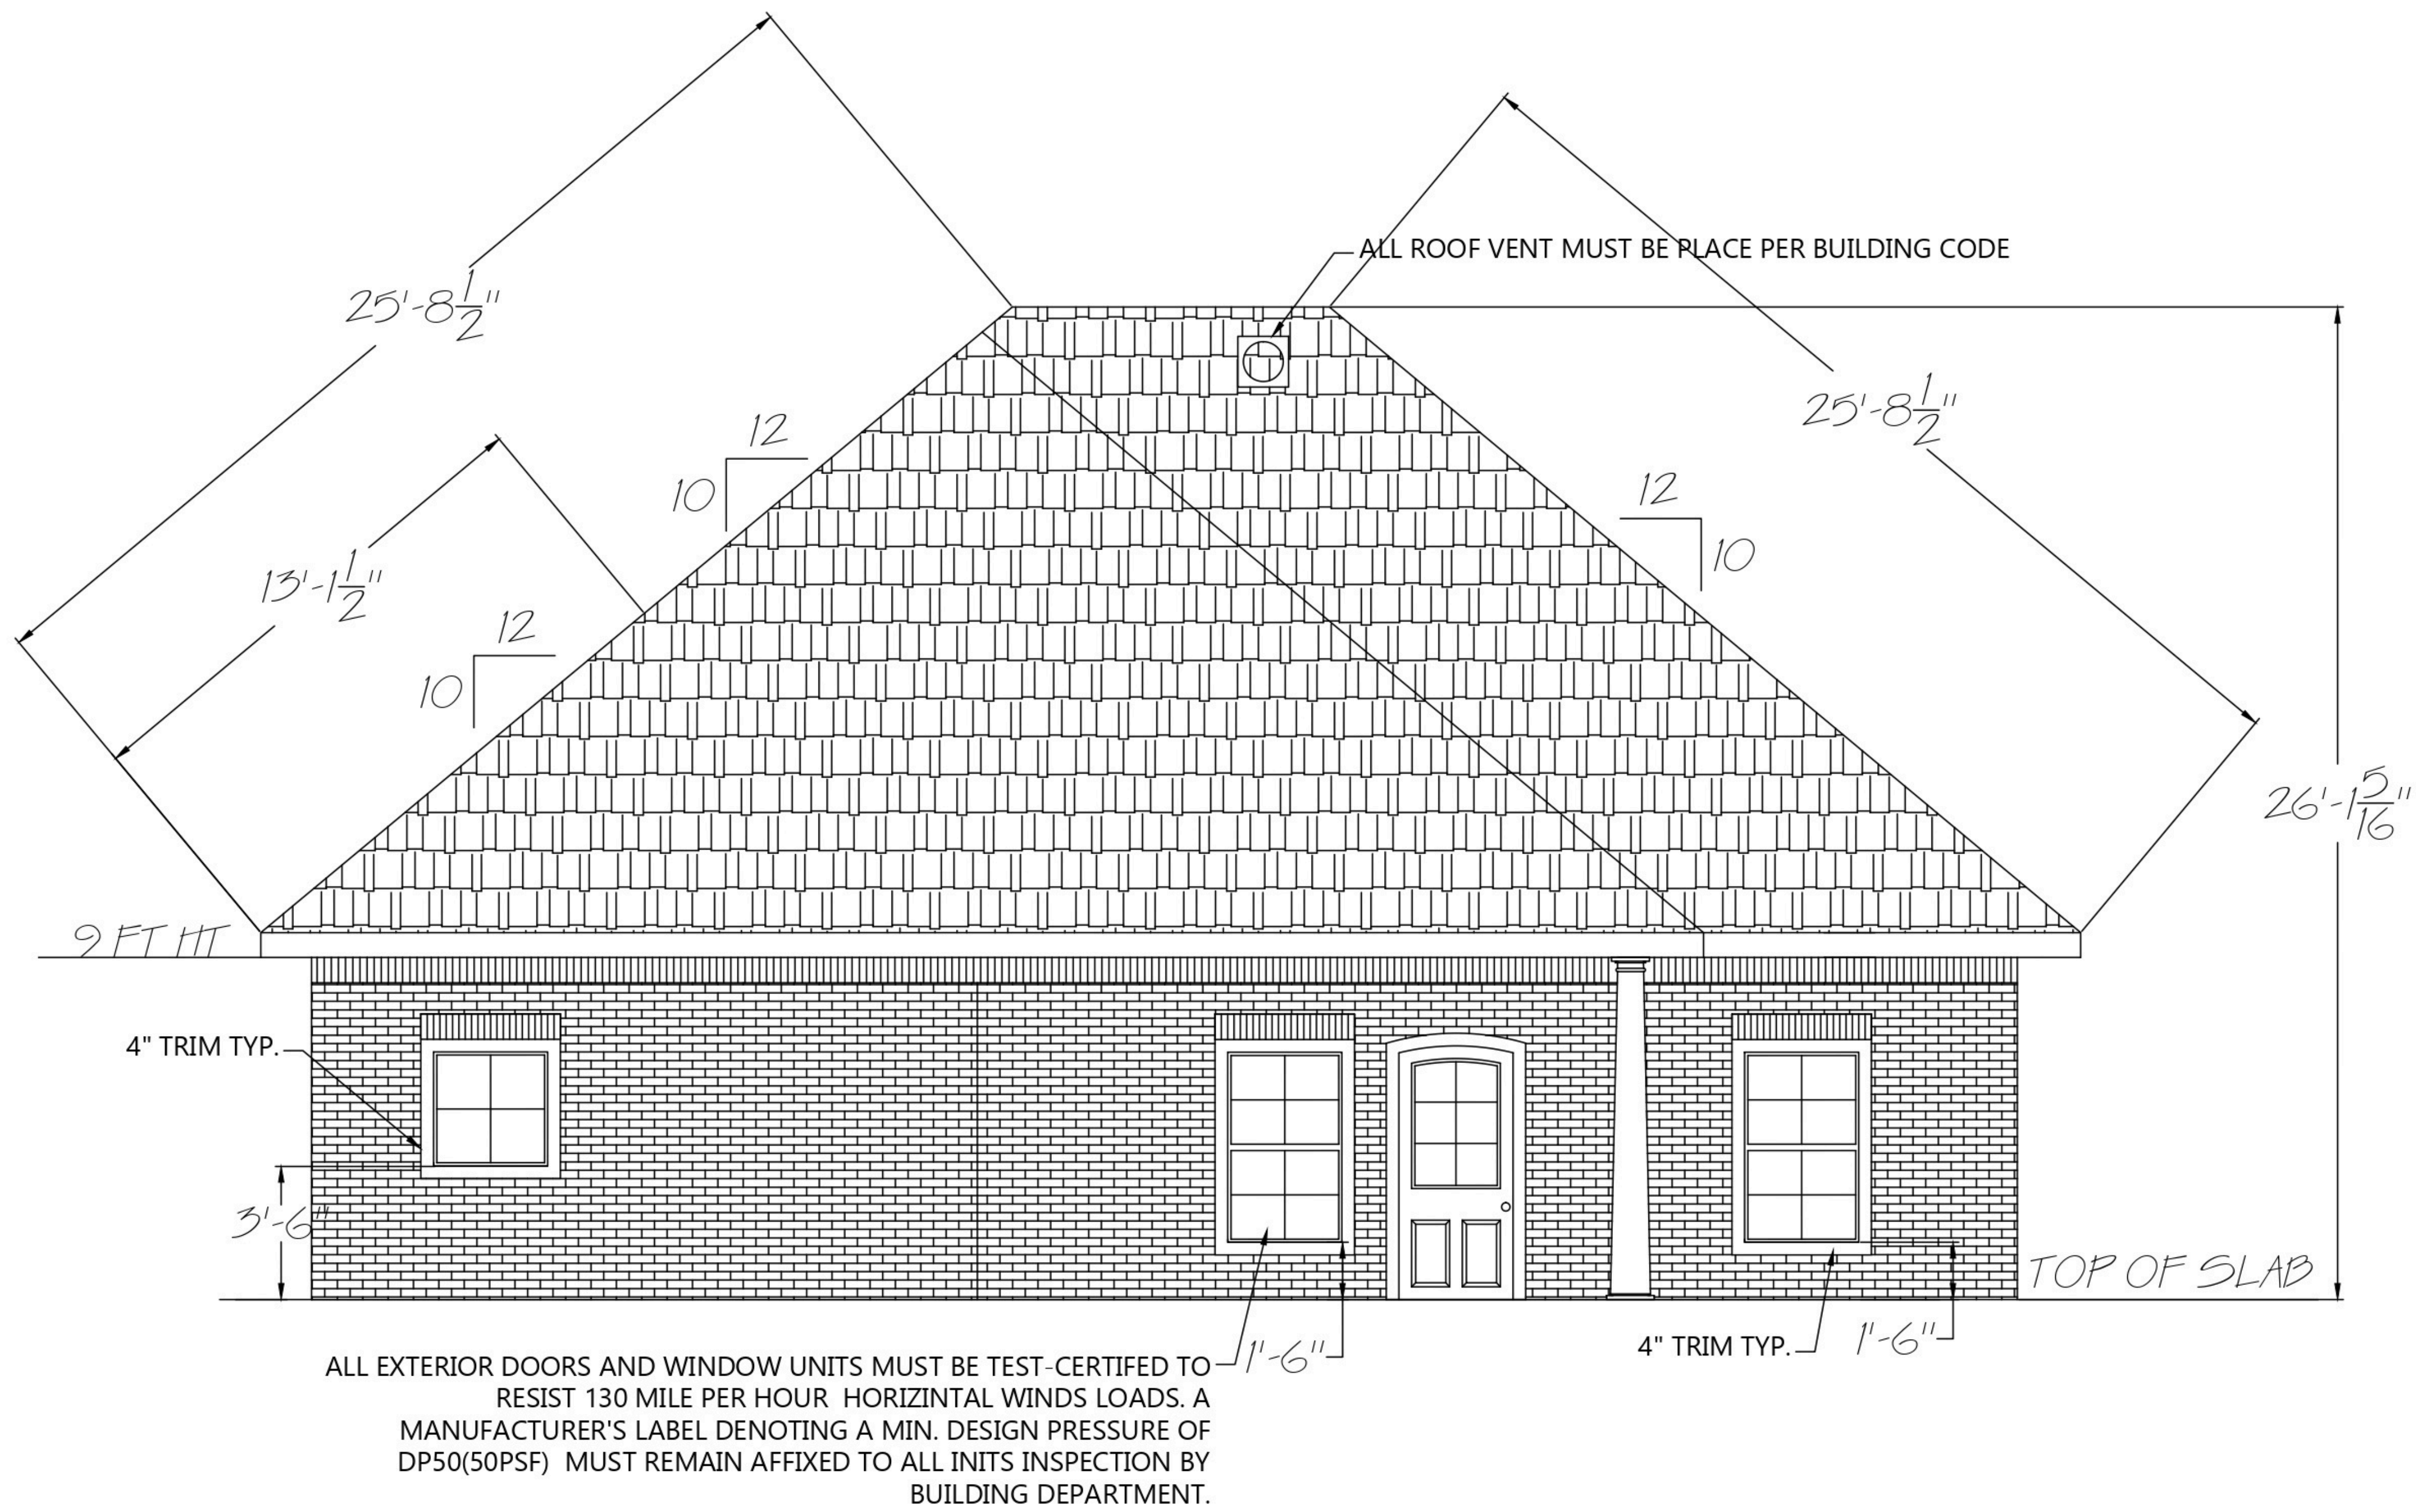 ALL ROOF VENT MUST BE PLACE PER BUILDING CODE
25'-8 1/2"
25'-8 1/2"
12
10
12
10
13'-1 1/2"
12
10
26'-1 5/16"
9 FT HT
4" TRIM TYP.
3'-6"
TOP OF SLAB
1'-6"
4" TRIM TYP.
1'-6"
ALL EXTERIOR DOORS AND WINDOW UNITS MUST BE TEST-CERTIFED TO
RESIST 130 MILE PER HOUR HORIZINTAL WINDS LOADS. A
MANUFACTURER'S LABEL DENOTING A MIN. DESIGN PRESSURE OF
DP50(50PSF) MUST REMAIN AFFIXED TO ALL INITS INSPECTION BY
BUILDING DEPARTMENT.